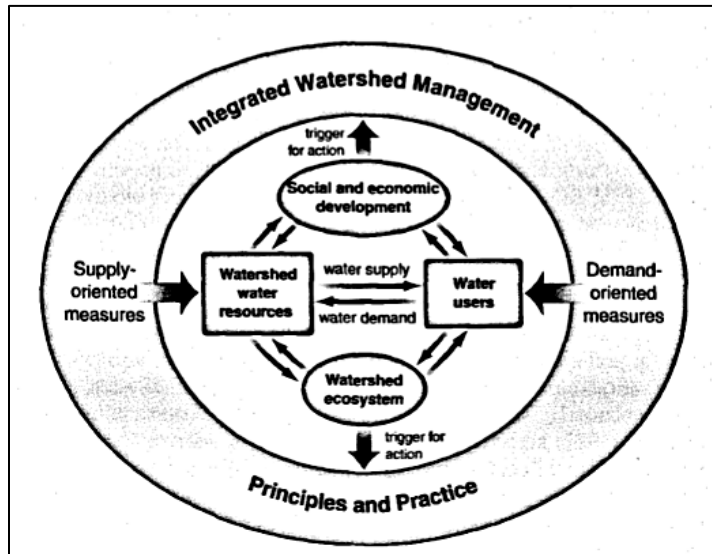 Integrated Watershed Management
trigger
for action
Social and economic
development
Supply-
oriented
measures
Watershed
water
resources
water supply
water demand
Water
users
Demand-
oriented
measures
Watershed
ecosystem
trigger for
action
Principles and Practice